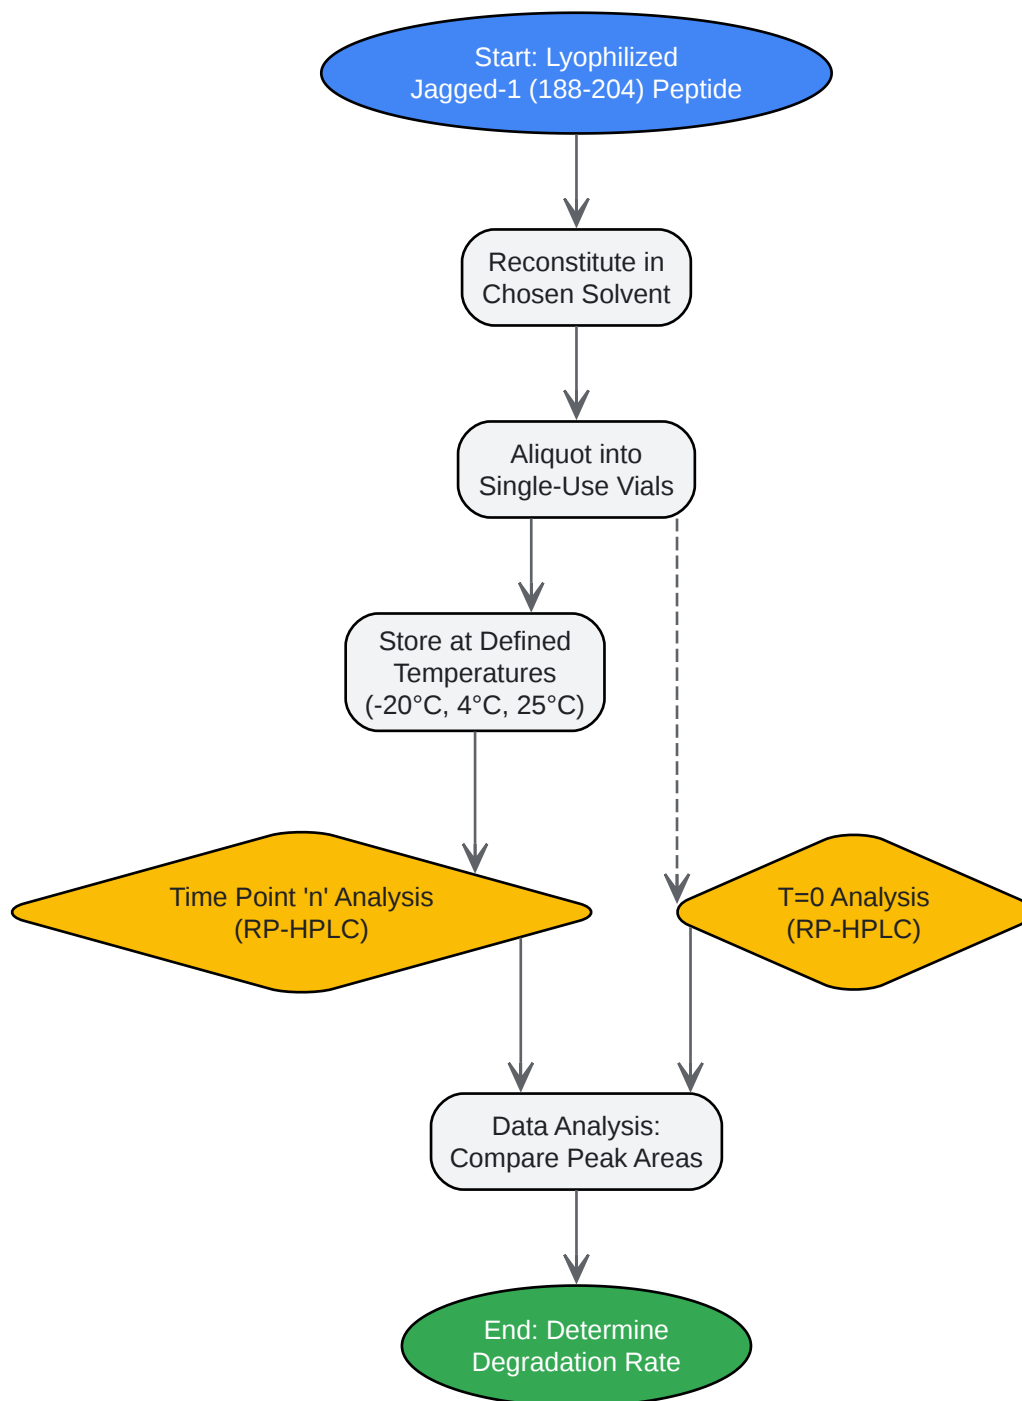 Start: Lyophilized
Jagged-1 (188-204) Peptide
Reconstitute in
Chosen Solvent
Aliquot into
Single-Use Vials
Store at Defined
Temperatures
(-20°C, 4°C, 25°C)
Time Point 'n' Analysis
(RP-HPLC)
T=0 Analysis
(RP-HPLC)
Data Analysis:
Compare Peak Areas
End: Determine
Degradation Rate